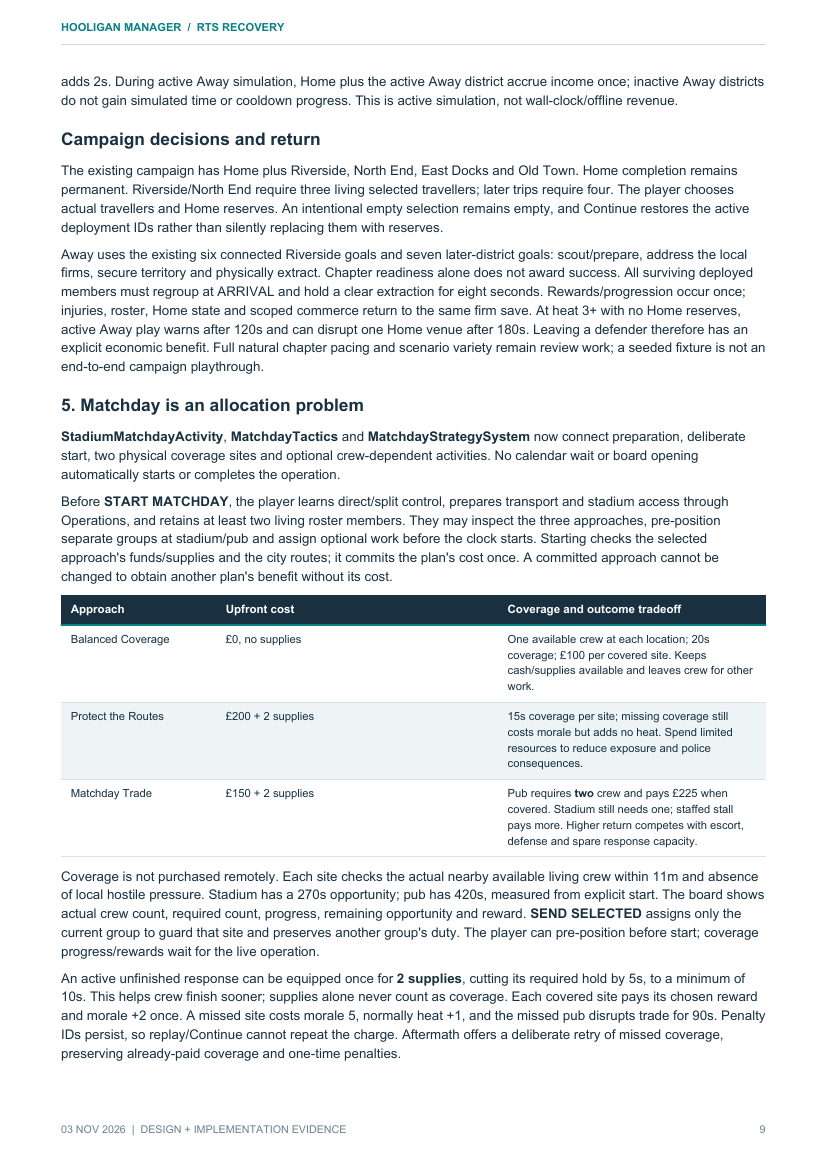 HOOLIGAN MANAGER / RTS RECOVERY
adds 2s. During active Away simulation, Home plus the active Away district accrue income once; inactive Away districts
do not gain simulated time or cooldown progress. This is active simulation, not wall-clock/offline revenue.
Campaign decisions and return
The existing campaign has Home plus Riverside, North End, East Docks and Old Town. Home completion remains
permanent. Riverside/North End require three living selected travellers; later trips require four. The player chooses
actual travellers and Home reserves. An intentional empty selection remains empty, and Continue restores the active
deployment IDs rather than silently replacing them with reserves.
Away uses the existing six connected Riverside goals and seven later-district goals: scout/prepare, address the local
firms, secure territory and physically extract. Chapter readiness alone does not award success. All surviving deployed
members must regroup at ARRIVAL and hold a clear extraction for eight seconds. Rewards/progression occur once;
injuries, roster, Home state and scoped commerce return to the same firm save. At heat 3+ with no Home reserves,
active Away play warns after 120s and can disrupt one Home venue after 180s. Leaving a defender therefore has an
explicit economic benefit. Full natural chapter pacing and scenario variety remain review work; a seeded fixture is not an
end-to-end campaign playthrough.
5. Matchday is an allocation problem
StadiumMatchdayActivity, MatchdayTactics and MatchdayStrategySystem now connect preparation, deliberate
start, two physical coverage sites and optional crew-dependent activities. No calendar wait or board opening
automatically starts or completes the operation.
Before START MATCHDAY, the player learns direct/split control, prepares transport and stadium access through
Operations, and retains at least two living roster members. They may inspect the three approaches, pre-position
separate groups at stadium/pub and assign optional work before the clock starts. Starting checks the selected
approach's funds/supplies and the city routes; it commits the plan's cost once. A committed approach cannot be
changed to obtain another plan's benefit without its cost.
Approach Upfront cost Coverage and outcome tradeoff
Balanced Coverage £0, no supplies One available crew at each location; 20s
coverage; £100 per covered site. Keeps
cash/supplies available and leaves crew for other
work.
Protect the Routes £200 + 2 supplies 15s coverage per site; missing coverage still
costs morale but adds no heat. Spend limited
resources to reduce exposure and police
consequences.
Matchday Trade £150 + 2 supplies Pub requires two crew and pays £225 when
covered. Stadium still needs one; staffed stall
pays more. Higher return competes with escort,
defense and spare response capacity.
Coverage is not purchased remotely. Each site checks the actual nearby available living crew within 11m and absence
of local hostile pressure. Stadium has a 270s opportunity; pub has 420s, measured from explicit start. The board shows
actual crew count, required count, progress, remaining opportunity and reward. SEND SELECTED assigns only the
current group to guard that site and preserves another group's duty. The player can pre-position before start; coverage
progress/rewards wait for the live operation.
An active unfinished response can be equipped once for 2 supplies, cutting its required hold by 5s, to a minimum of
10s. This helps crew finish sooner; supplies alone never count as coverage. Each covered site pays its chosen reward
and morale +2 once. A missed site costs morale 5, normally heat +1, and the missed pub disrupts trade for 90s. Penalty
IDs persist, so replay/Continue cannot repeat the charge. Aftermath offers a deliberate retry of missed coverage,
preserving already-paid coverage and one-time penalties.
03 NOV 2026 | DESIGN + IMPLEMENTATION EVIDENCE 9